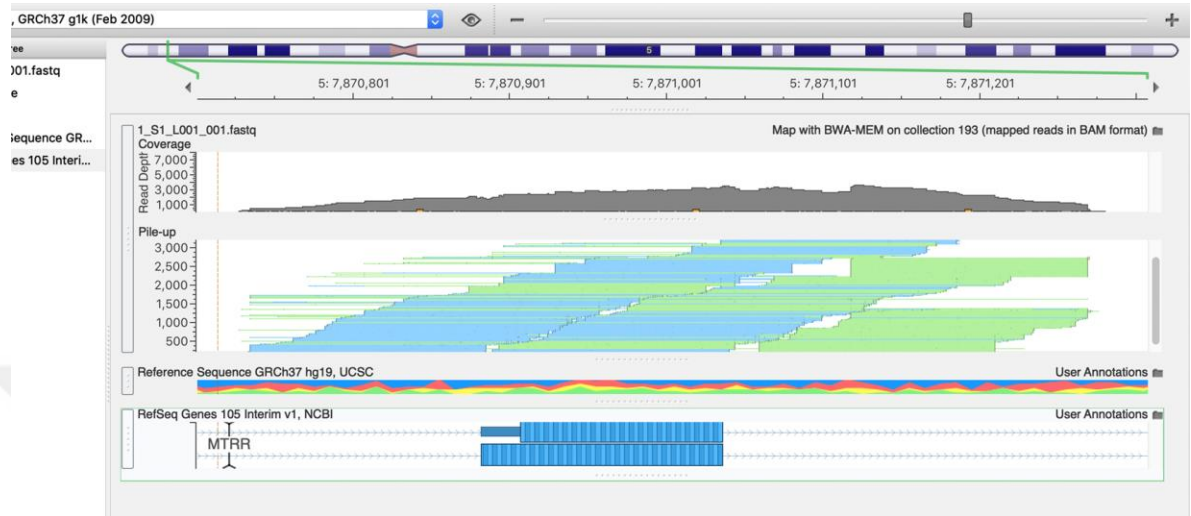 , GRCh37 g1k (Feb 2009)
ree
001.fastq
e
Sequence GR...
es 105 Interi...
5
5: 7,870,801 5: 7,870,901 5: 7,871,001 5: 7,871,101 5: 7,871,201
1_S1_L001_001.fastq Map with BWA-MEM on collection 193 (mapped reads in BAM format)
Coverage
Read Depth
7,000
5,000
3,000
1,000
Pile-up
3,000
2,500
2,000
1,500
1,000
500
Reference Sequence GRCh37 hg19, UCSC User Annotations
RefSeq Genes 105 Interim v1, NCBI User Annotations
MTRR